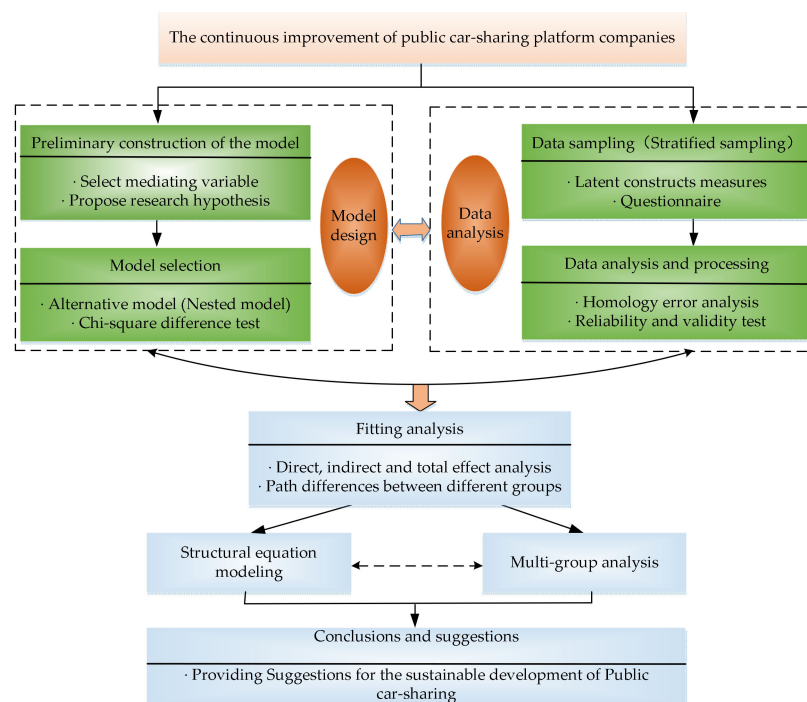 The continuous improvement of public car-sharing platform companies
Preliminary construction of the model
· Select mediating variable
· Propose research hypothesis
Model selection
· Alternative model (Nested model)
· Chi-square difference test
Model
design
Data
analysis
Data sampling（Stratified sampling）
· Latent constructs measures
· Questionnaire
Data analysis and processing
· Homology error analysis
· Reliability and validity test
Fitting analysis
· Direct, indirect and total effect analysis
· Path differences between different groups
Structural equation
modeling
Multi-group analysis
Conclusions and suggestions
· Providing Suggestions for the sustainable development of Public
car-sharing